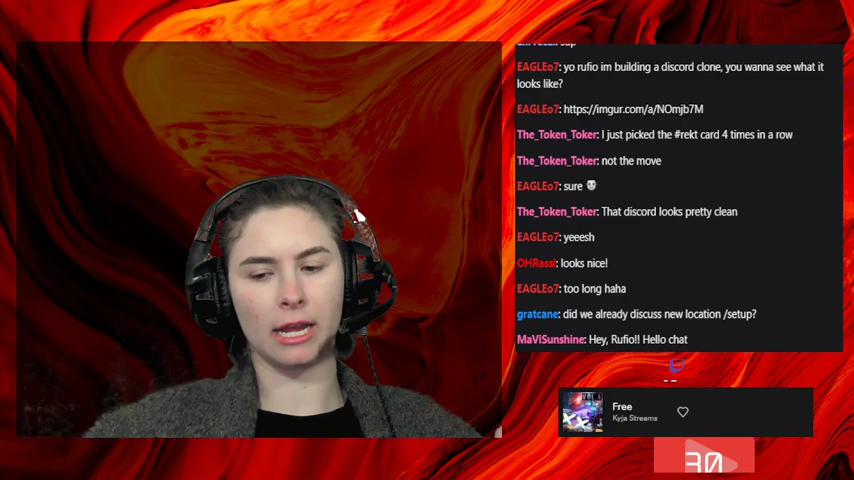 EAGLEo7: yo rufio im building a discord clone, you wanna see what it
looks like?
EAGLEo7: https://imgur.com/a/NOmjb7M
The_Token_Toker: I just picked the #rekt card 4 times in a row
The_Token_Toker: not the move
EAGLEo7: sure
The_Token_Toker: That discord looks pretty clean
EAGLEo7: yeeesh
OHRassi: looks nice!
EAGLEo7: too long haha
gratcane: did we already discuss new location /setup?
MaViSunshine: Hey, Rufio!! Hello chat
Free
Kyja Streams
30